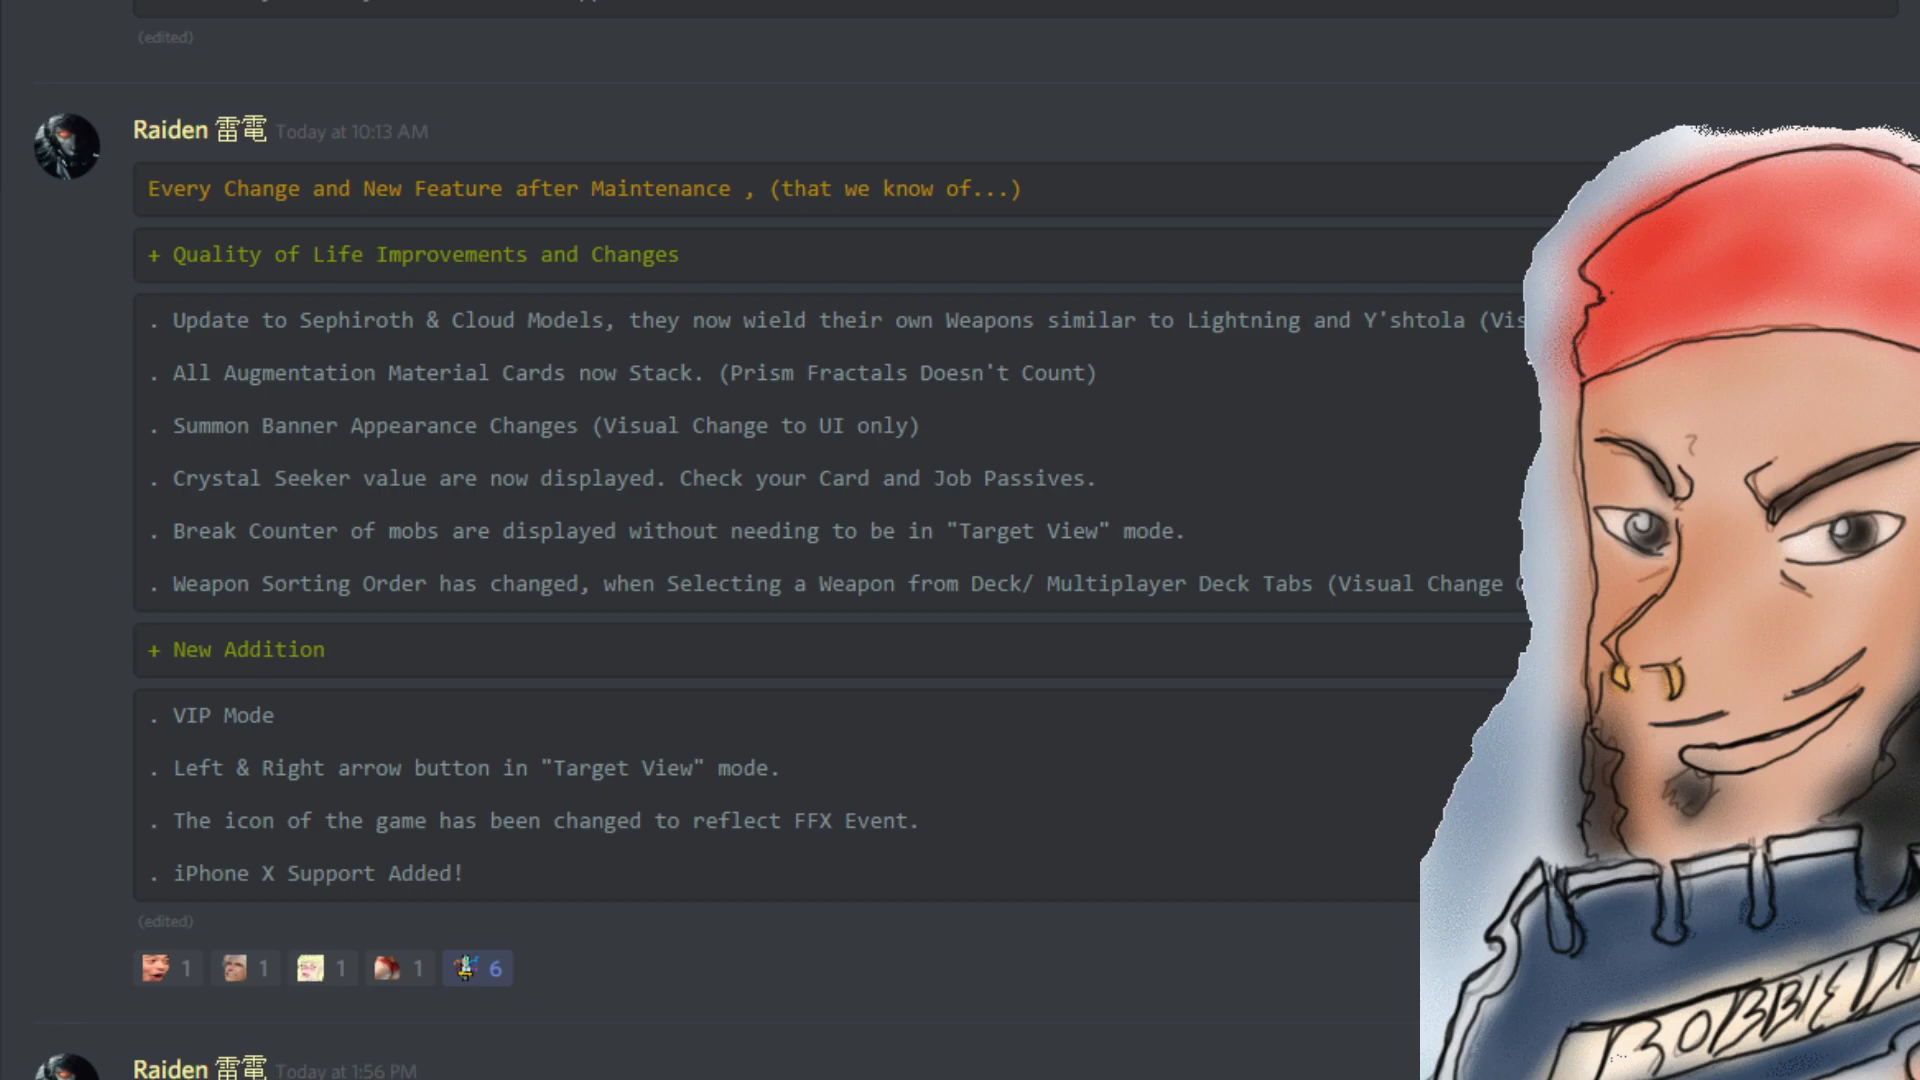 (edited)
Raiden 雷電 Today at 10:13 AM
Every Change and New Feature after Maintenance , (that we know of...)
+ Quality of Life Improvements and Changes
. Update to Sephiroth & Cloud Models, they now wield their own Weapons similar to Lightning and Y'shtola (Vis
. All Augmentation Material Cards now Stack. (Prism Fractals Doesn't Count)
. Summon Banner Appearance Changes (Visual Change to UI only)
. Crystal Seeker value are now displayed. Check your Card and Job Passives.
. Break Counter of mobs are displayed without needing to be in "Target View" mode.
. Weapon Sorting Order has changed, when Selecting a Weapon from Deck/ Multiplayer Deck Tabs (Visual Change
+ New Addition
. VIP Mode
. Left & Right arrow button in "Target View" mode.
. The icon of the game has been changed to reflect FFX Event.
. iPhone X Support Added!
(edited)
1 1 1 1 6
Raiden 雷電 Today at 1:56 PM